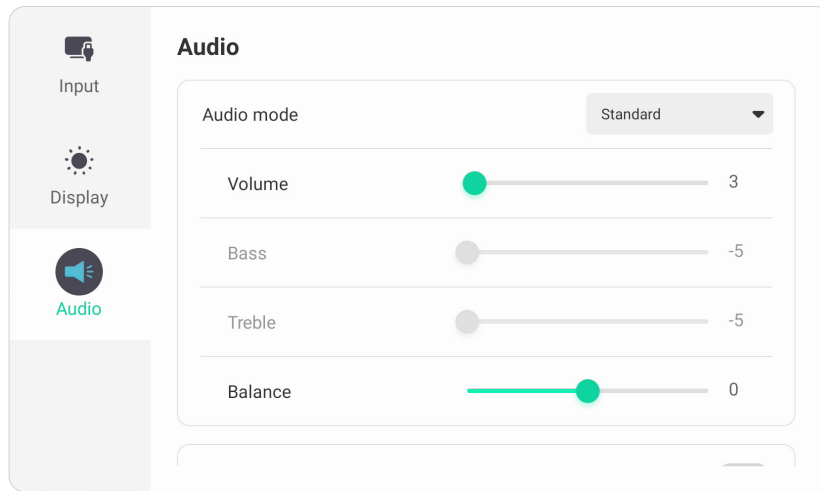 Input
Display
Audio
Audio
Audio mode
Standard
Volume
3
Bass
-5
Treble
-5
Balance
0